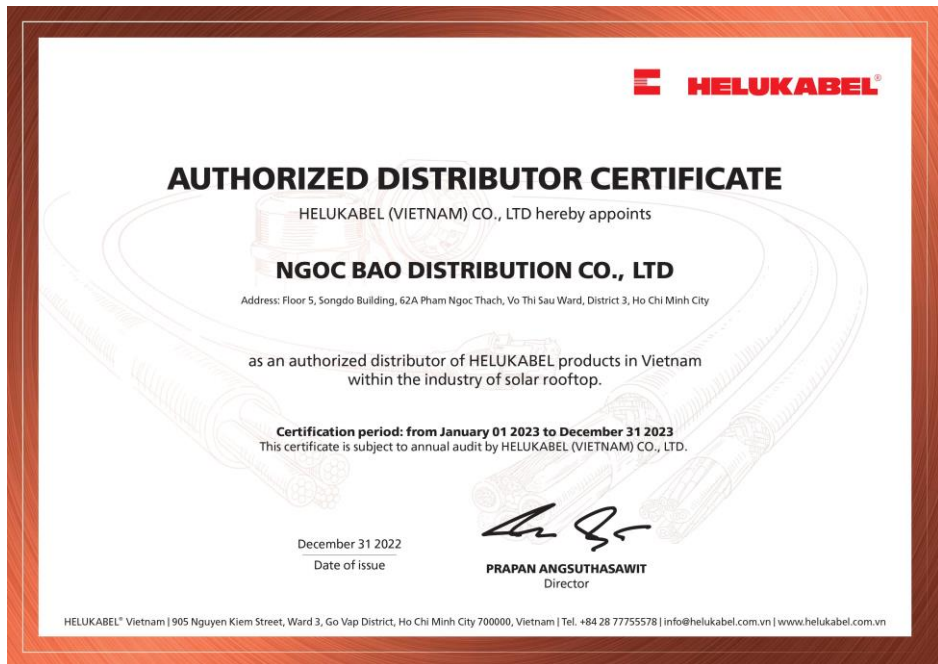 HELUKABEL®
AUTHORIZED DISTRIBUTOR CERTIFICATE
HELUKABEL (VIETNAM) CO., LTD hereby appoints
NGOC BAO DISTRIBUTION CO., LTD
Address: Floor 5, Songdo Building, 62A Pham Ngoc Thach, Vo Thi Sau Ward, District 3, Ho Chi Minh City
as an authorized distributor of HELUKABEL products in Vietnam
within the industry of solar rooftop.
Certification period: from January 01 2023 to December 31 2023
This certificate is subject to annual audit by HELUKABEL (VIETNAM) CO., LTD.
December 31 2022
Date of issue
PRAPAN ANGSUTHASAWIT
Director
HELUKABEL® Vietnam | 905 Nguyen Kiem Street, Ward 3, Go Vap District, Ho Chi Minh City 700000, Vietnam | Tel. +84 28 77755578 | info@helukabel.com.vn | www.helukabel.com.vn